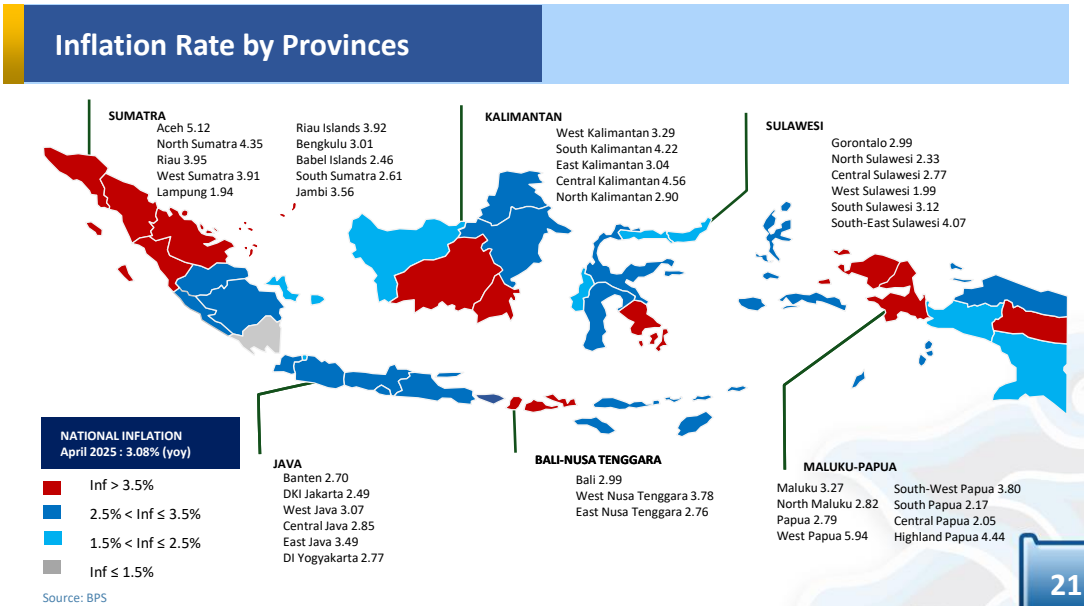 Inflation Rate by Provinces
SUMATRA
Aceh 5.12
North Sumatra 4.35
Riau 3.95
West Sumatra 3.91
Lampung 1.94
Riau Islands 3.92
Bengkulu 3.01
Babel Islands 2.46
South Sumatra 2.61
Jambi 3.56
KALIMANTAN
West Kalimantan 3.29
South Kalimantan 4.22
East Kalimantan 3.04
Central Kalimantan 4.56
North Kalimantan 2.90
SULAWESI
Gorontalo 2.99
North Sulawesi 2.33
Central Sulawesi 2.77
West Sulawesi 1.99
South Sulawesi 3.12
South-East Sulawesi 4.07
NATIONAL INFLATION
April 2025 : 3.08% (yoy)
Inf > 3.5%
2.5% < Inf ≤ 3.5%
1.5% < Inf ≤ 2.5%
Inf ≤ 1.5%
JAVA
Banten 2.70
DKI Jakarta 2.49
West Java 3.07
Central Java 2.85
East Java 3.49
DI Yogyakarta 2.77
BALI-NUSA TENGGARA
Bali 2.99
West Nusa Tenggara 3.78
East Nusa Tenggara 2.76
MALUKU-PAPUA
Maluku 3.27
North Maluku 2.82
Papua 2.79
West Papua 5.94
South-West Papua 3.80
South Papua 2.17
Central Papua 2.05
Highland Papua 4.44
Source: BPS
21